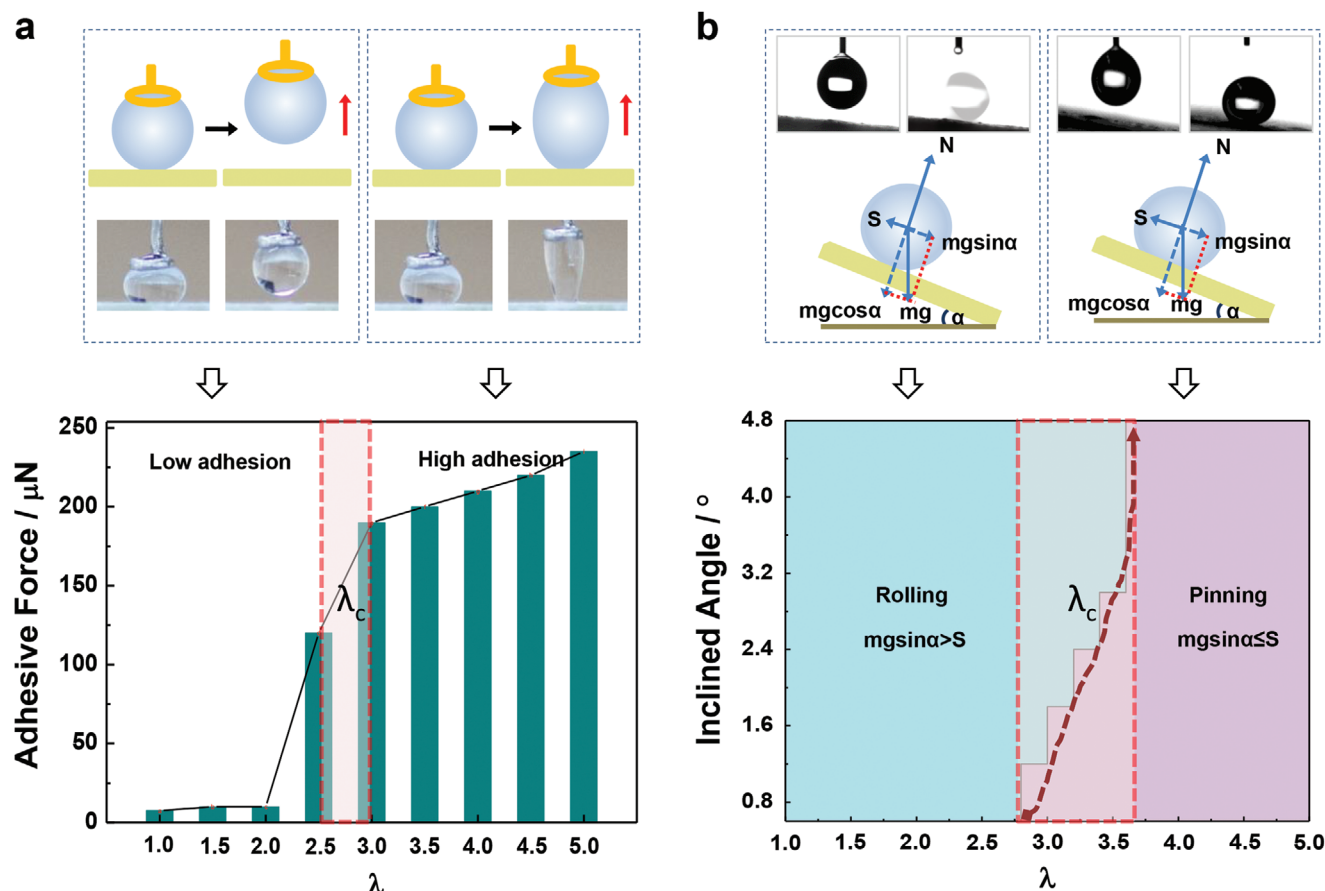 a
250
200
150
100
50
0
Adhesive Force / μN
Low adhesion
High adhesion
λc
1.0 1.5 2.0 2.5 3.0 3.5 4.0 4.5 5.0
λ
b
N
S
mgsinα
mgcosα
mg
α
N
S
mgsinα
mgcosα
mg
α
4.8
4.0
3.2
2.4
1.6
0.8
Inclined Angle / °
Rolling
mgsinα>S
λc
Pinning
mgsinα≤S
1.0 1.5 2.0 2.5 3.0 3.5 4.0 4.5 5.0
λ